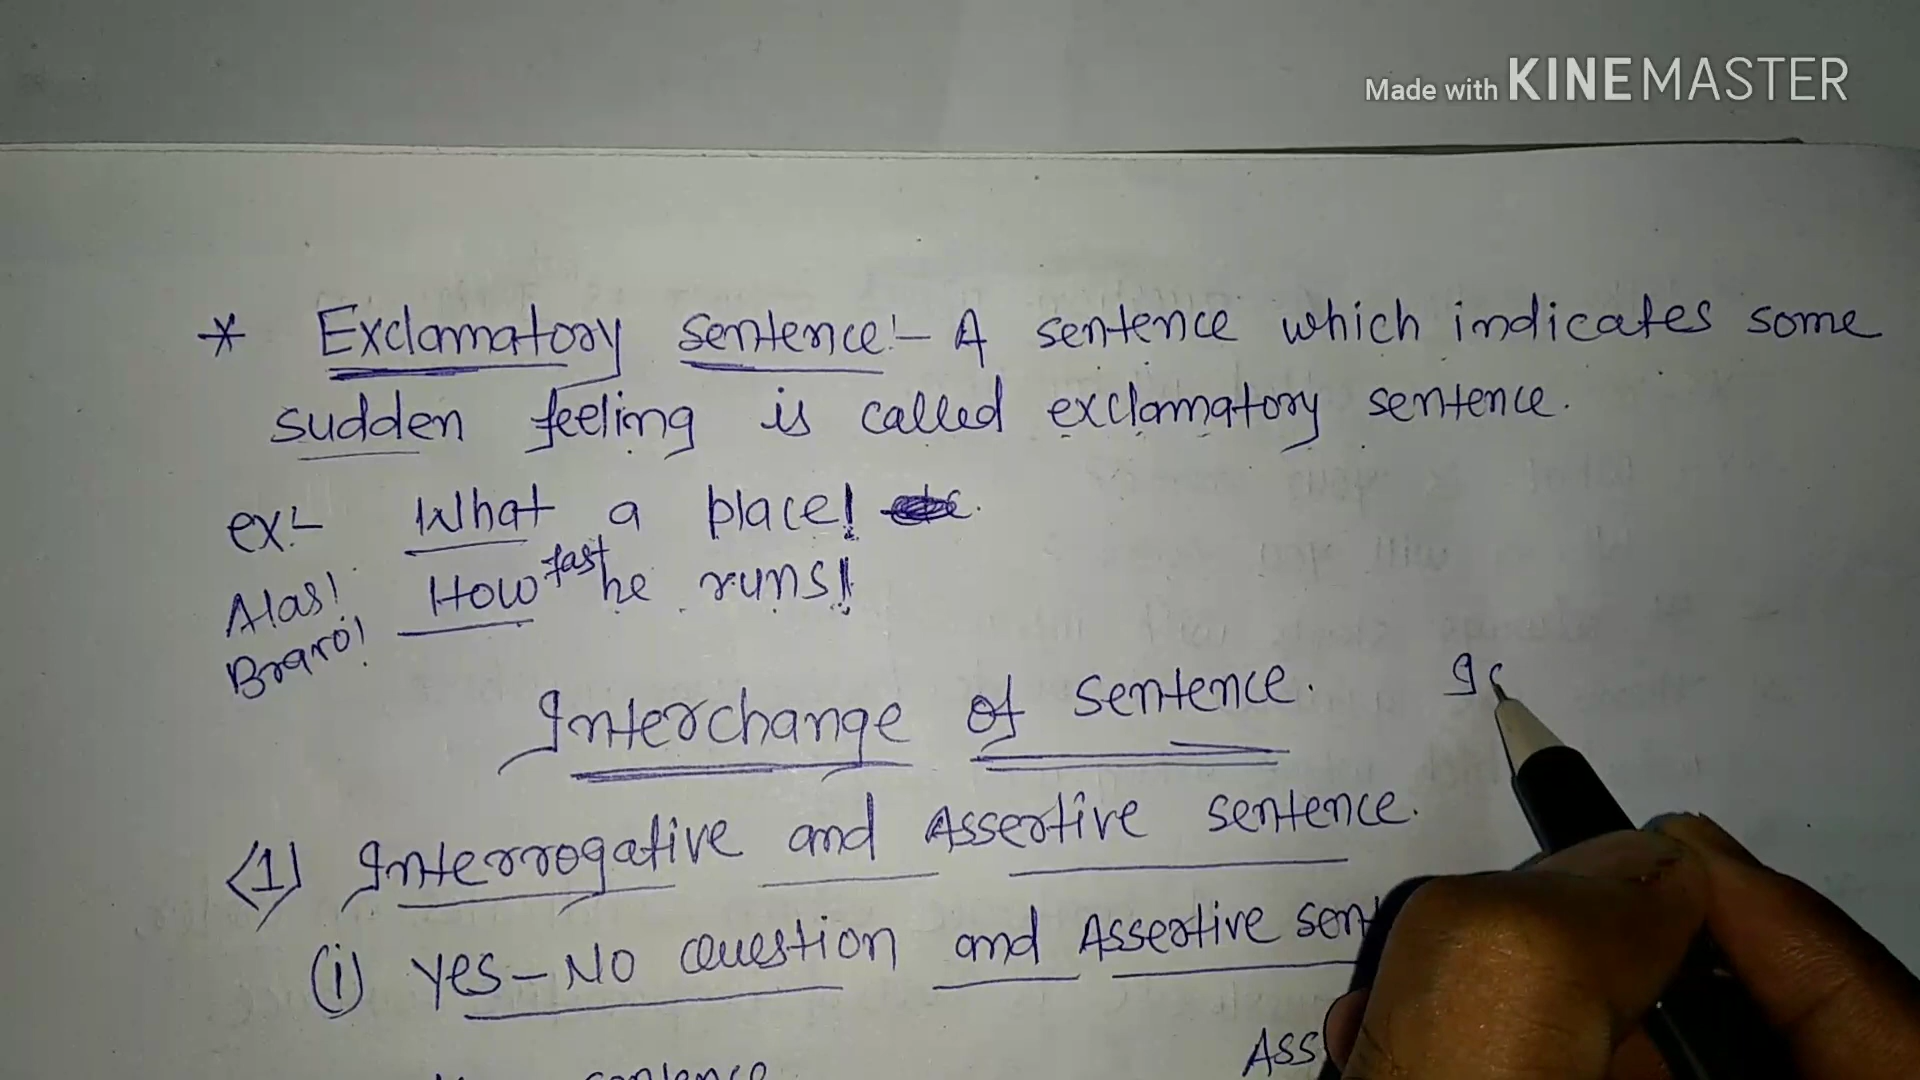 Made with KINEMASTER
* Exclamatory sentence:- A sentence which indicates some
sudden feeling is called exclamatory sentence.
ex:- What a place!
Alas! How fast he runs!
Bravo!
Interchange of sentence.
(1) Interrogative and Assertive sentence.
(i) Yes-No Question and Assertive sent
Ass
sentence